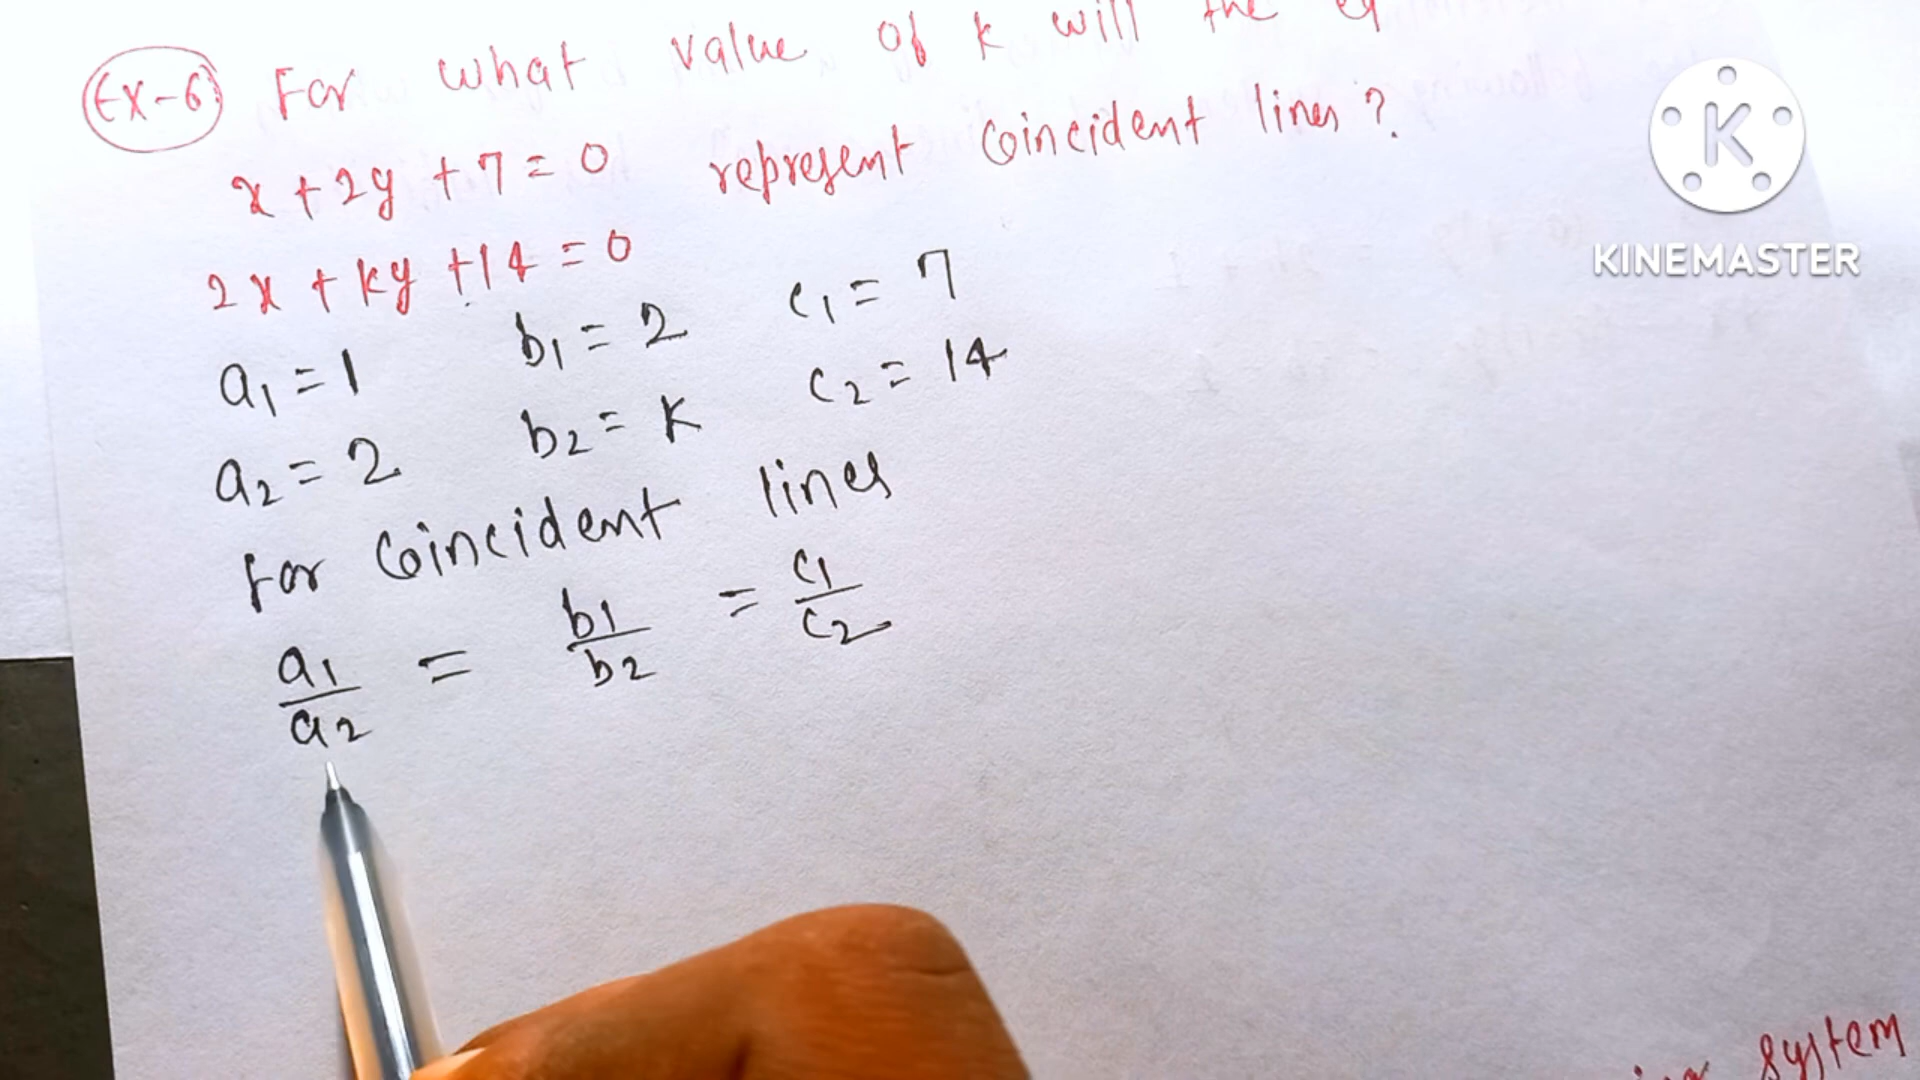 Ex-6) For what value of k will the eq
x + 2y + 7 = 0 represent coincident lines ?
2x + ky + 14 = 0
a1 = 1 b1 = 2 c1 = 7
a2 = 2 b2 = K c2 = 14
For coincident lines
a1/a2 = b1/b2 = c1/c2
system
K
KINEMASTER